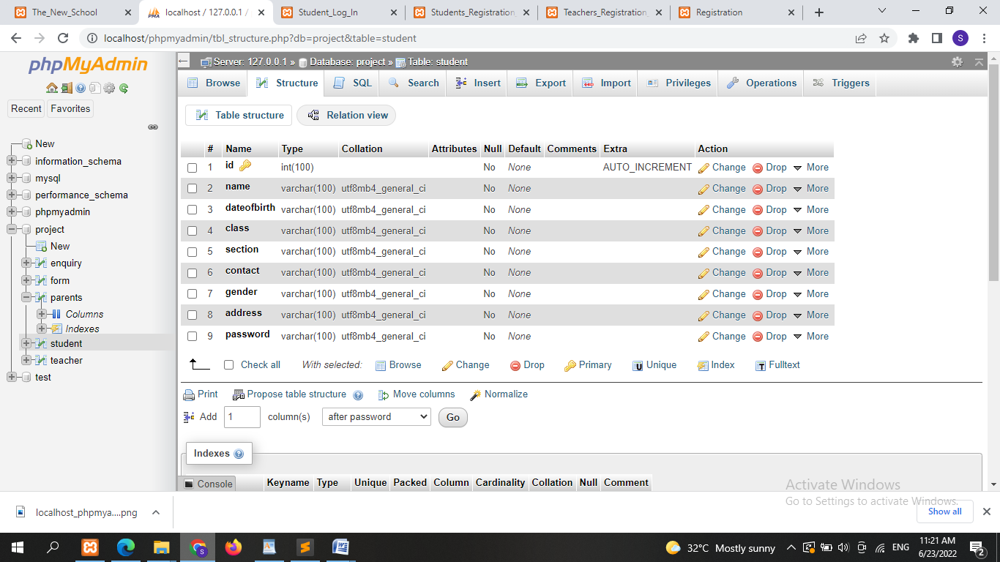 The_New_School
localhost / 127.0.0.1 /
Student_Log_In
Students_Registration_
Teachers_Registration_
Registration
localhost/phpmyadmin/tbl_structure.php?db=project&table=student
S
phpMyAdmin
Recent
Favorites
New
information_schema
mysql
performance_schema
phpmyadmin
project
New
enquiry
form
parents
Columns
Indexes
student
teacher
test
Server: 127.0.0.1 » Database: project » Table: student
Browse Structure SQL Search Insert Export Import Privileges Operations Triggers
Table structure Relation view
# Name Type Collation Attributes Null Default Comments Extra Action
1 id int(100) No None AUTO_INCREMENT Change Drop More
2 name varchar(100) utf8mb4_general_ci No None Change Drop More
3 dateofbirth varchar(100) utf8mb4_general_ci No None Change Drop More
4 class varchar(100) utf8mb4_general_ci No None Change Drop More
5 section varchar(100) utf8mb4_general_ci No None Change Drop More
6 contact varchar(100) utf8mb4_general_ci No None Change Drop More
7 gender varchar(100) utf8mb4_general_ci No None Change Drop More
8 address varchar(100) utf8mb4_general_ci No None Change Drop More
9 password varchar(100) utf8mb4_general_ci No None Change Drop More
Check all With selected: Browse Change Drop Primary Unique Index Fulltext
Print Propose table structure Move columns Normalize
Add 1 column(s) after password Go
Indexes
Console
Keyname Type Unique Packed Column Cardinality Collation Null Comment
Activate Windows
Go to Settings to activate Windows.
localhost_phpmya....png
Show all
32°C Mostly sunny
ENG
11:21 AM
6/23/2022
2